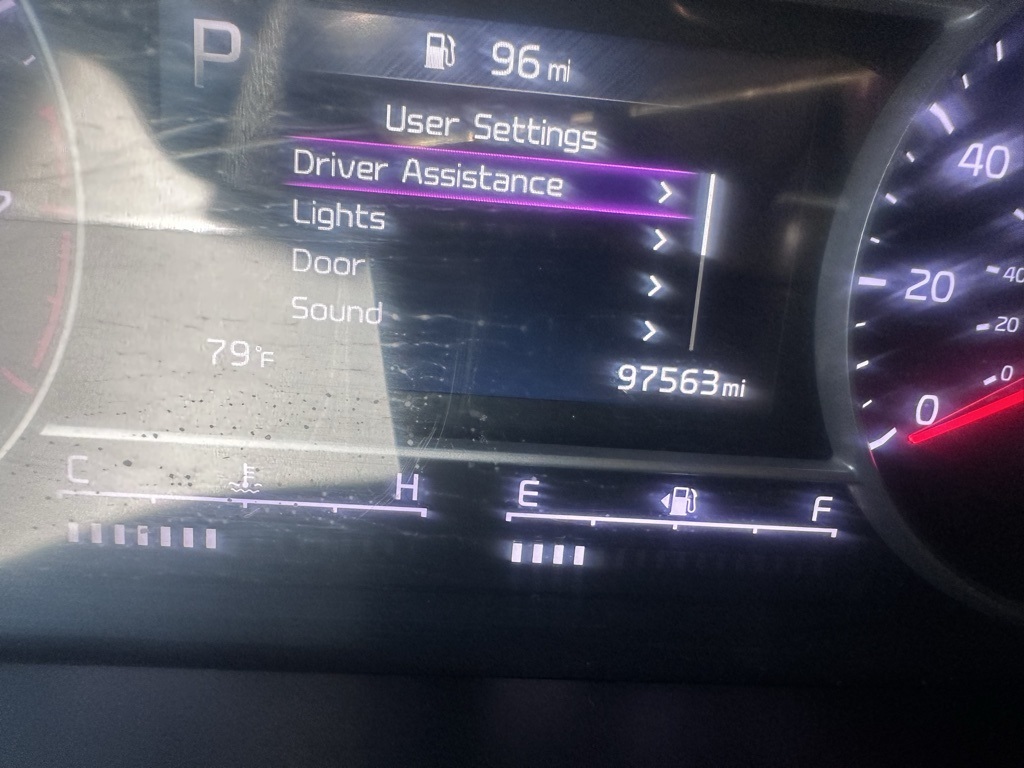 P
96 mi
User Settings
Driver Assistance
Lights
Door
Sound
79°F
97563 mi
C H
E F
40
20
0
40
20
0